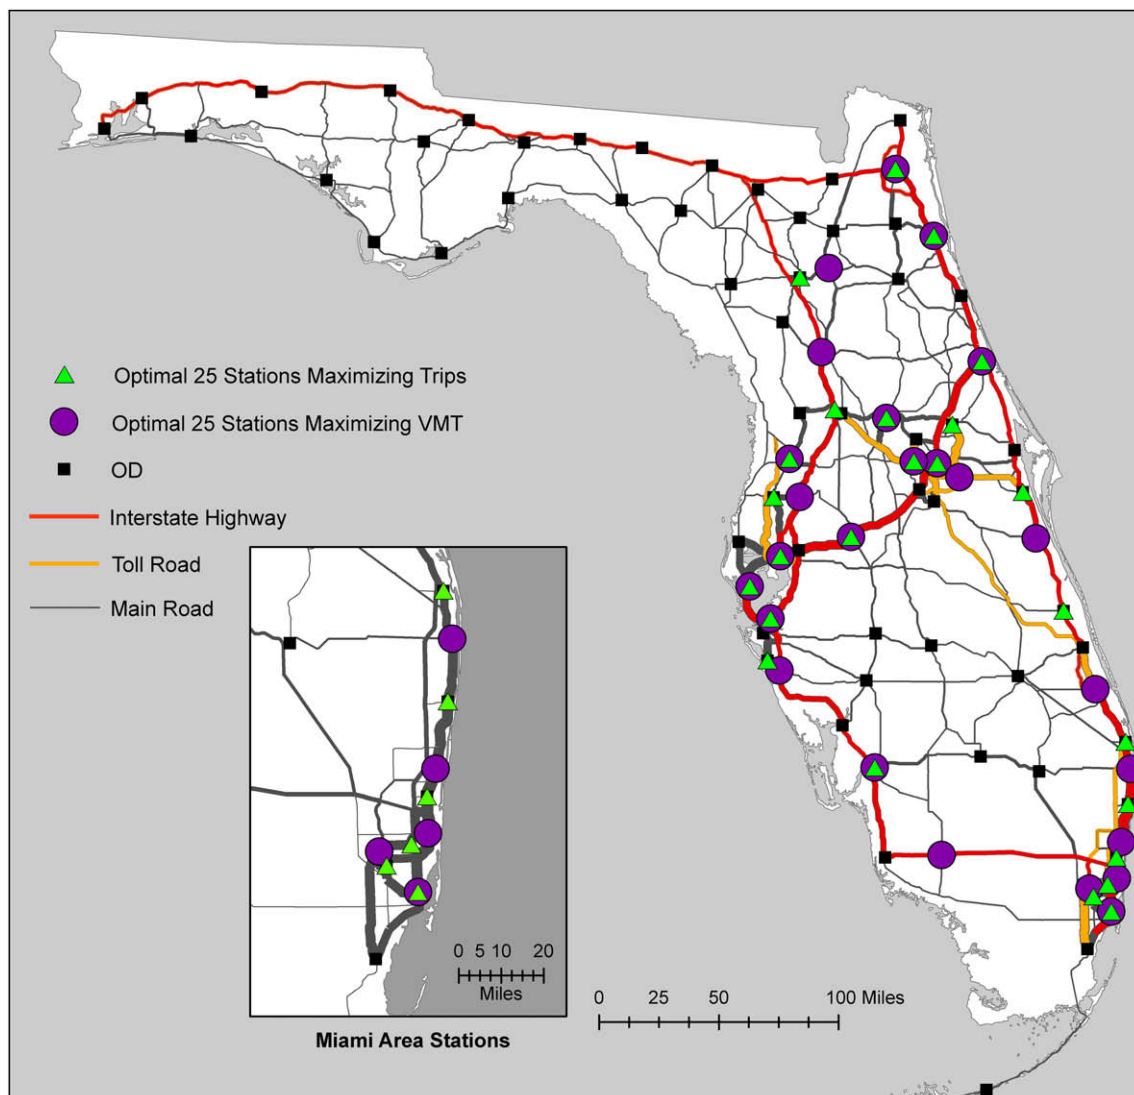 Optimal 25 Stations Maximizing Trips
Optimal 25 Stations Maximizing VMT
OD
Interstate Highway
Toll Road
Main Road
0 5 10 20
Miles
Miami Area Stations
0 25 50 100 Miles